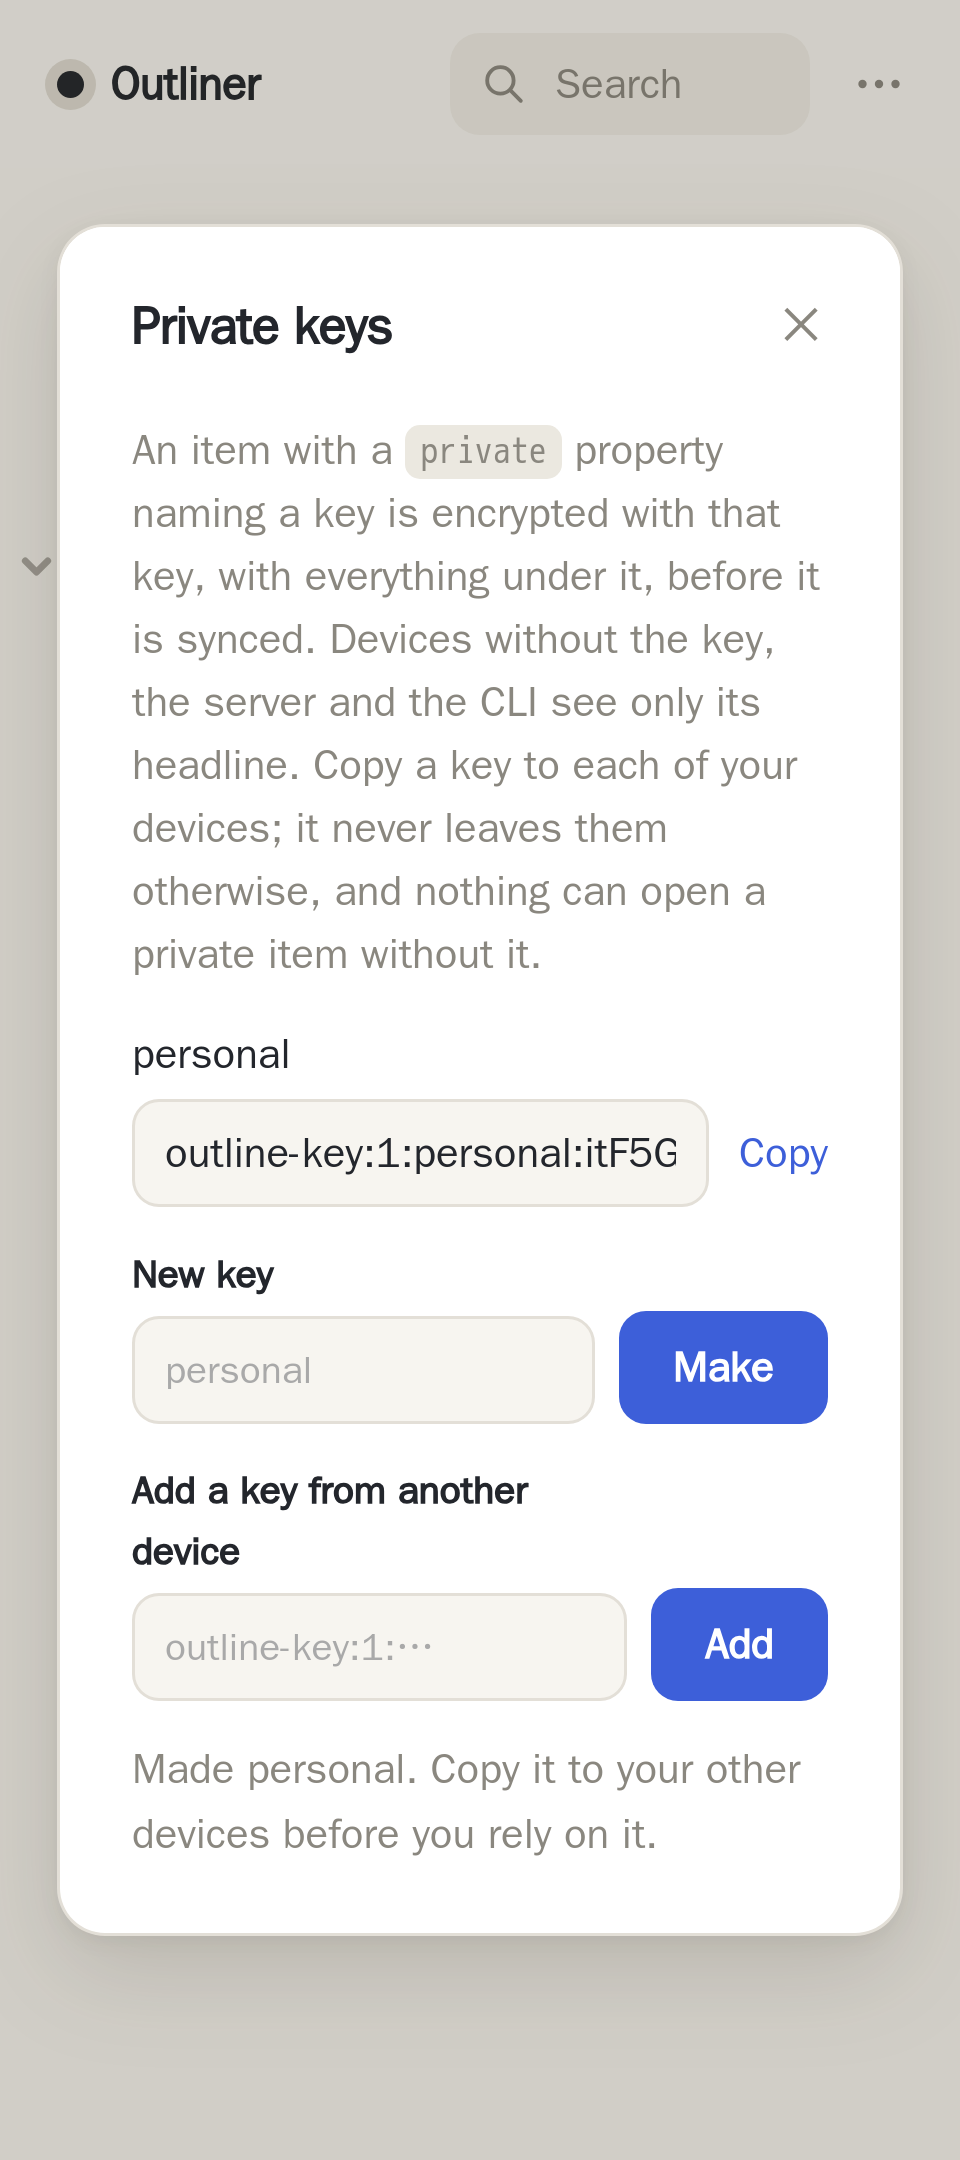 Outliner
Search
Private keys
An item with a private property
naming a key is encrypted with that
key, with everything under it, before it
is synced. Devices without the key,
the server and the CLI see only its
headline. Copy a key to each of your
devices; it never leaves them
otherwise, and nothing can open a
private item without it.
personal
outline-key:1:personal:itF5G
Copy
New key
personal
Make
Add a key from another
device
outline-key:1:…
Add
Made personal. Copy it to your other
devices before you rely on it.